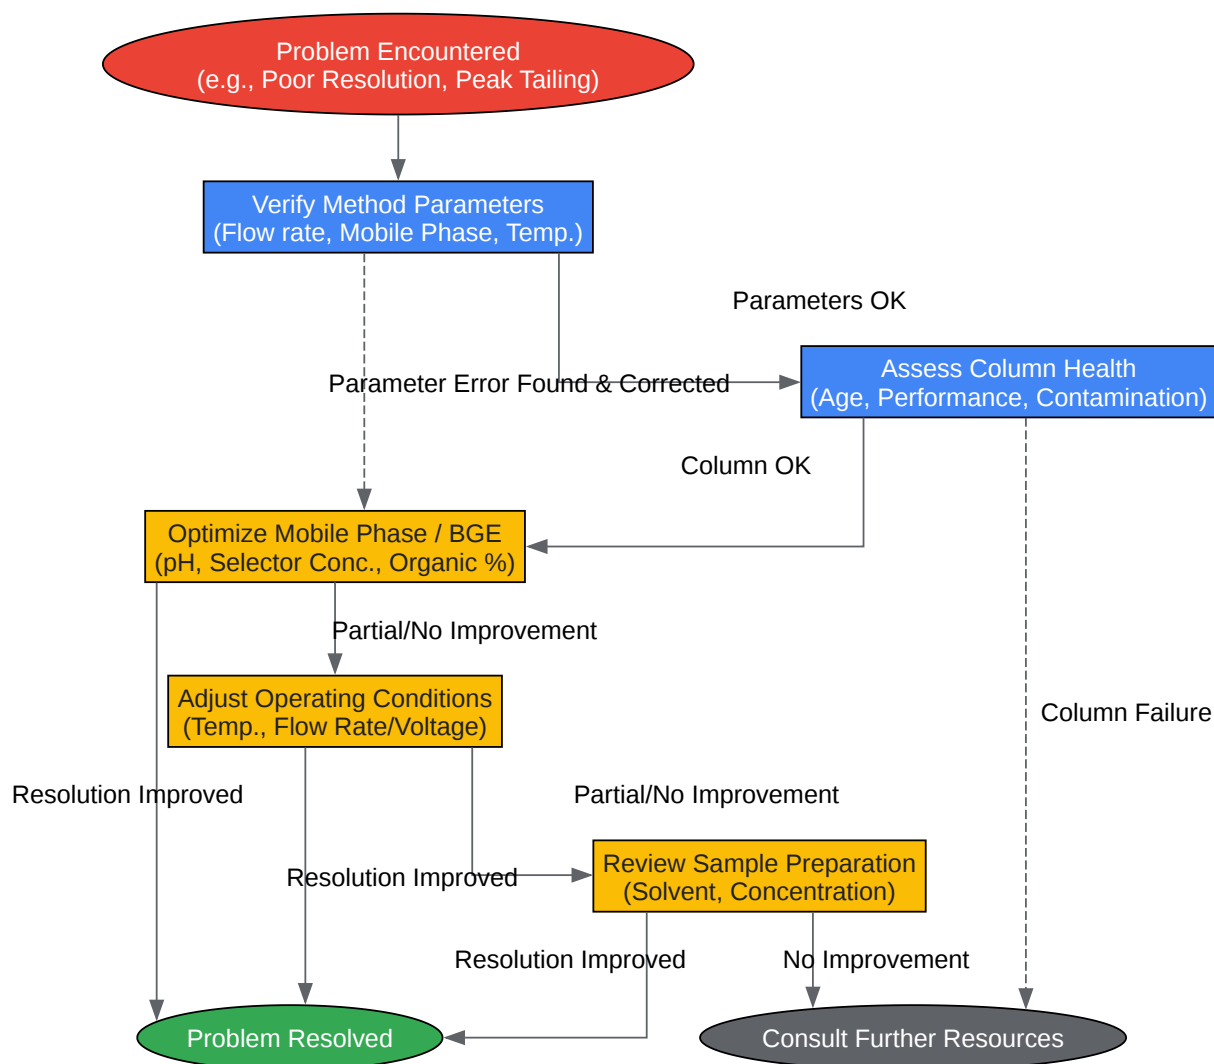 Problem Encountered
(e.g., Poor Resolution, Peak Tailing)
Verify Method Parameters
(Flow rate, Mobile Phase, Temp.)
Parameters OK
Parameter Error Found & Corrected
Assess Column Health
(Age, Performance, Contamination)
Column OK
Optimize Mobile Phase / BGE
(pH, Selector Conc., Organic %)
Partial/No Improvement
Adjust Operating Conditions
(Temp., Flow Rate/Voltage)
Column Failure
Resolution Improved
Partial/No Improvement
Resolution Improved
Review Sample Preparation
(Solvent, Concentration)
Resolution Improved
No Improvement
Problem Resolved
Consult Further Resources